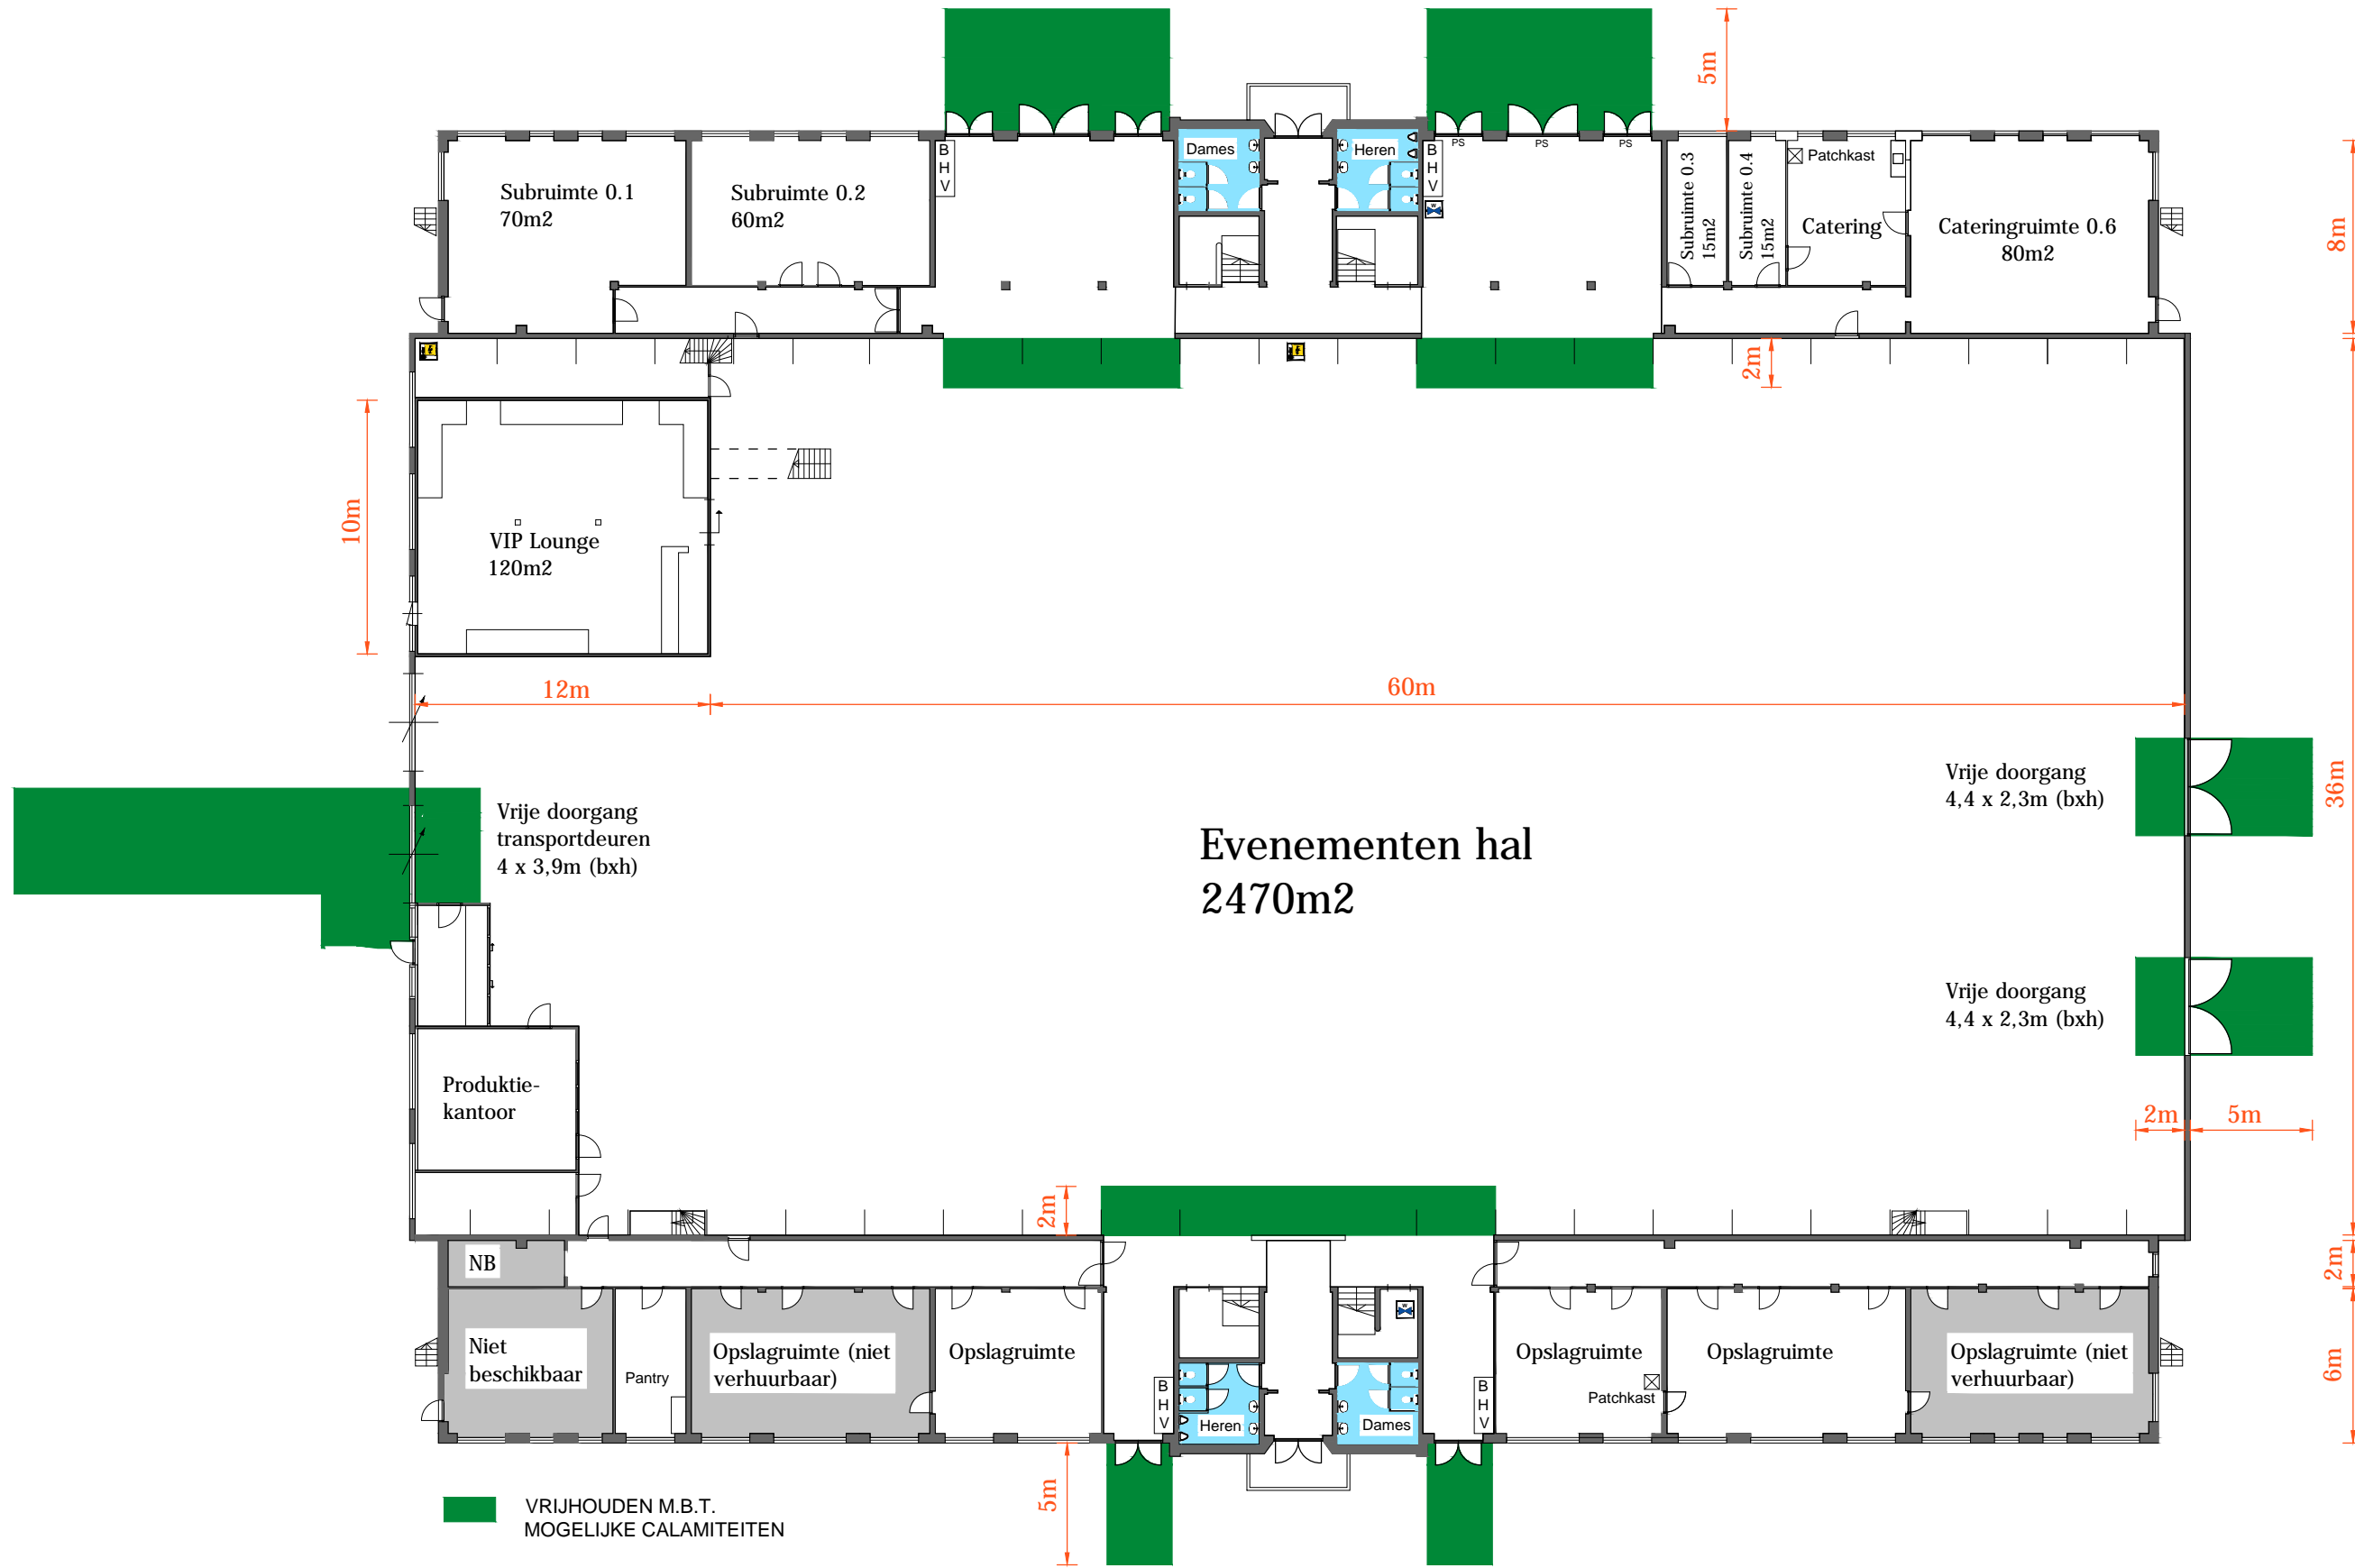 5m
Dames
Heren
B
H
V
B
H
V
PS
PS
PS
Subruimte 0.1
70m2
Subruimte 0.2
60m2
Subruimte 0.3
15m2
Subruimte 0.4
15m2
Patchkast
Catering
Cateringruimte 0.6
80m2
8m
2m
10m
VIP Lounge
120m2
12m
60m
36m
Vrije doorgang
4,4 x 2,3m (bxh)
Vrije doorgang
transportdeuren
4 x 3,9m (bxh)
Evenementen hal
2470m2
Vrije doorgang
4,4 x 2,3m (bxh)
Produktie-
kantoor
2m
5m
2m
NB
2m
Niet
beschikbaar
Pantry
Opslagruimte (niet
verhuurbaar)
Opslagruimte
B
H
V
Heren
Dames
B
H
V
Opslagruimte
Patchkast
Opslagruimte
Opslagruimte (niet
verhuurbaar)
6m
5m
VRIJHOUDEN M.B.T.
MOGELIJKE CALAMITEITEN